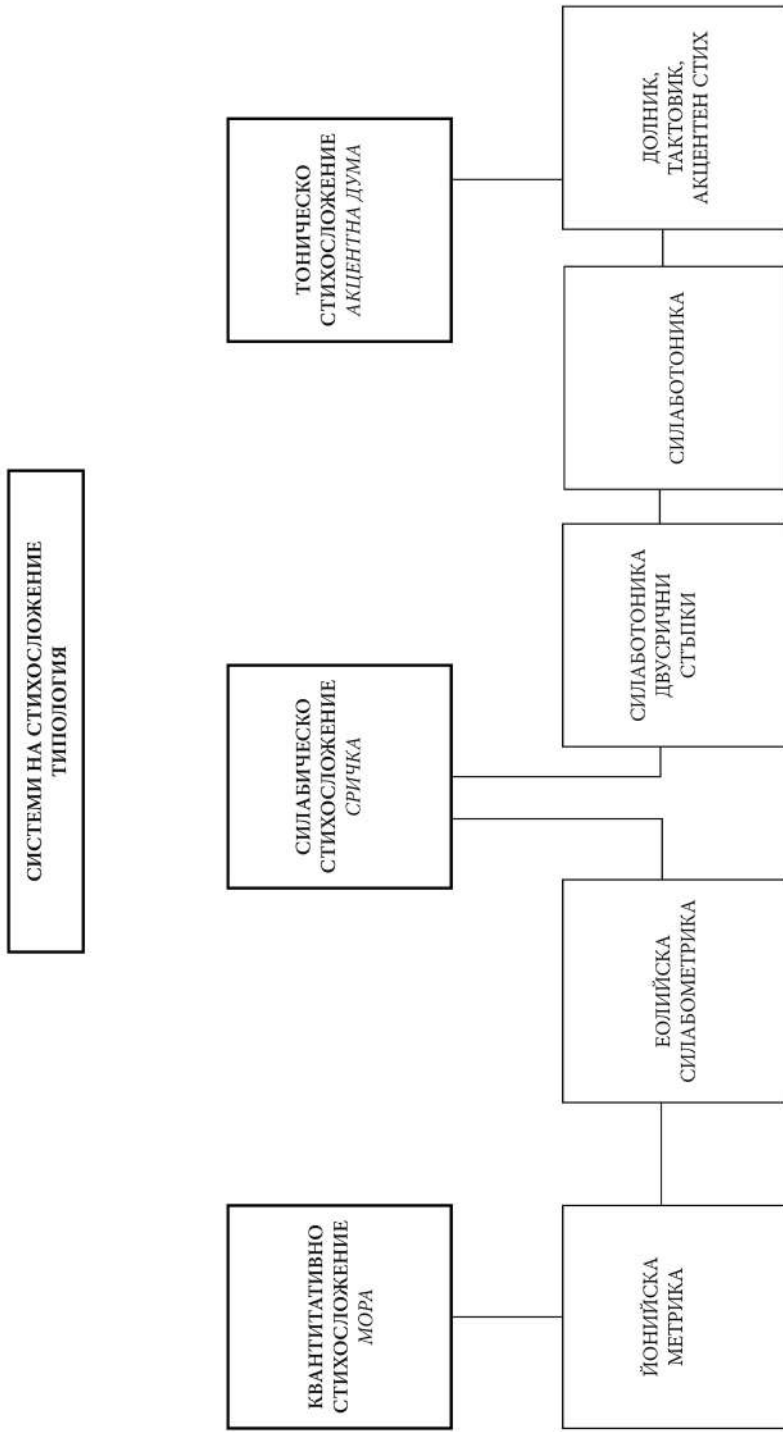 СИСТЕМИ НА СТИХОСЛОЖЕНИЕ
ТИПОЛОГИЯ
КВАНТИТАТИВНО
СТИХОСЛОЖЕНИЕ
МОРА
СИЛАБИЧЕСКО
СТИХОСЛОЖЕНИЕ
СРИЧКА
ТОНИЧЕСКО
СТИХОСЛОЖЕНИЕ
АКЦЕНТНА ДУМА
ЙОНИЙСКА
МЕТРИКА
ЕОЛИЙСКА
СИЛАБОМЕТРИКА
СИЛАБОТОНИКА
ДВУСРИЧНИ
СТЪПКИ
СИЛАБОТОНИКА
ДОЛНИК,
ТАКТОВИК,
АКЦЕНТЕН СТИХ